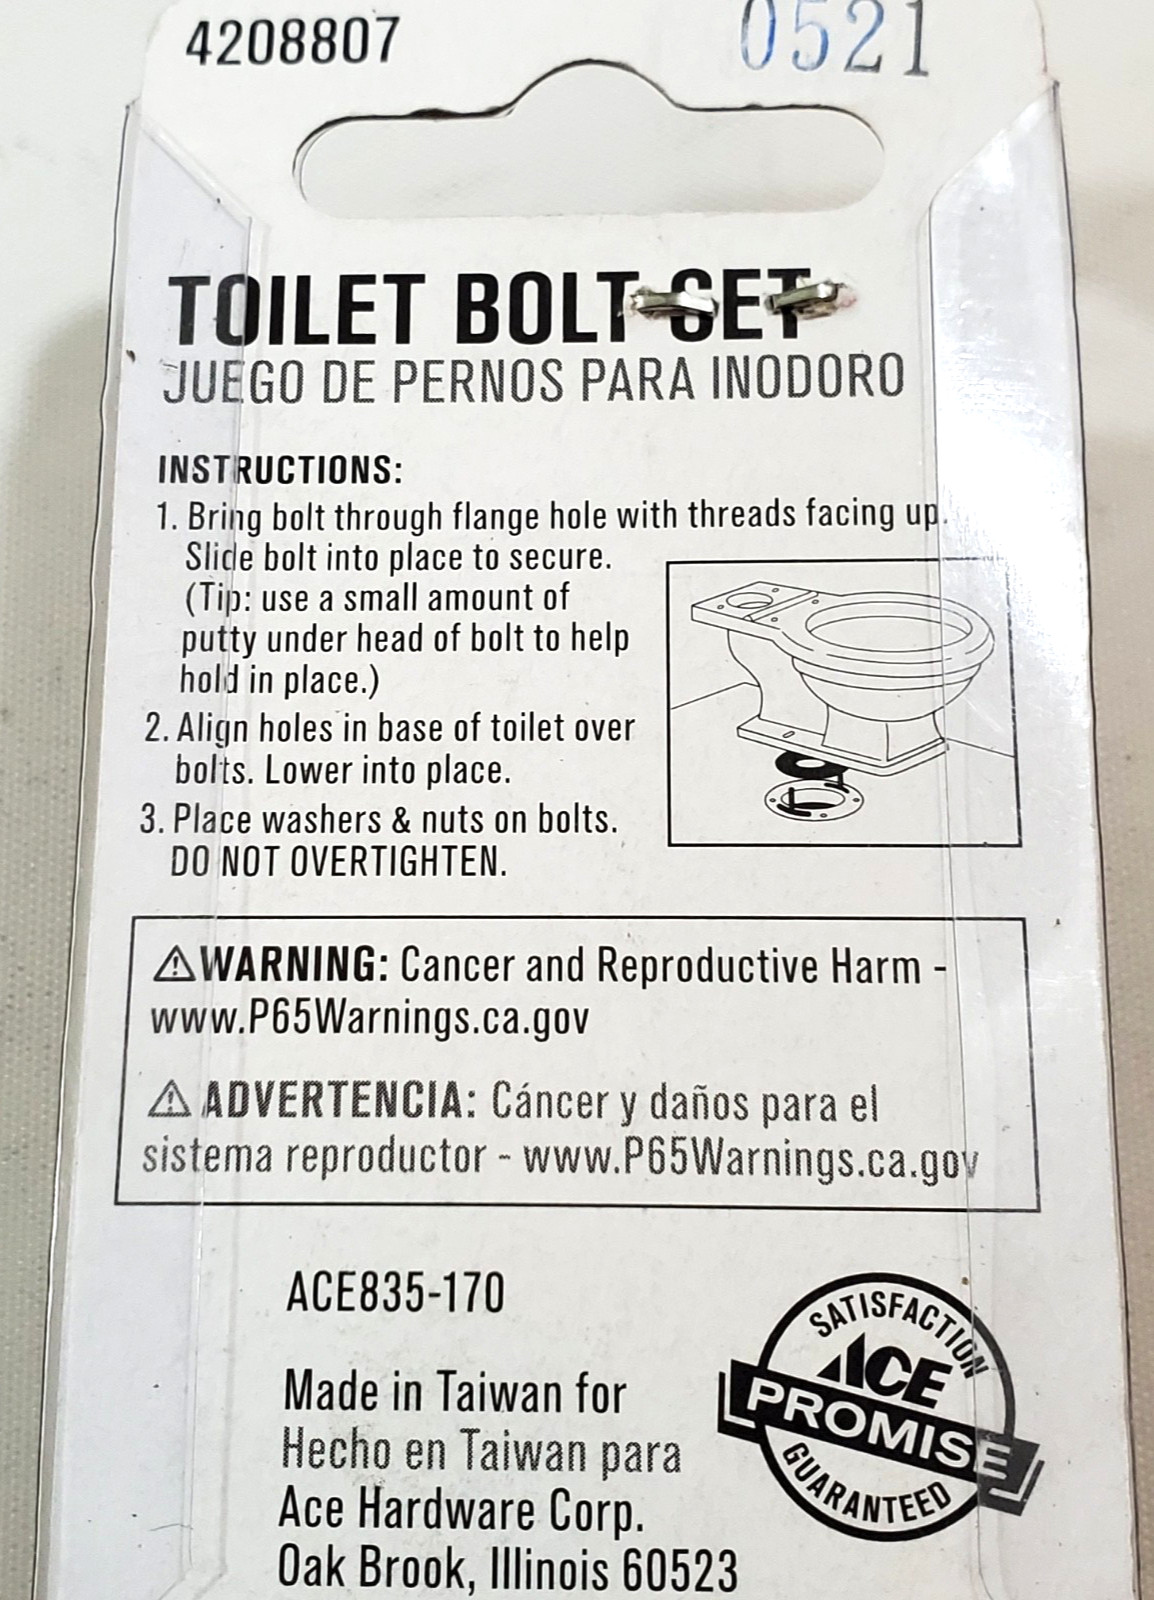 4208807
0521
TOILET BOLT SET
JUEGO DE PERNOS PARA INODORO
INSTRUCTIONS:
1. Bring bolt through flange hole with threads facing up.
Slide bolt into place to secure.
(Tip: use a small amount of
putty under head of bolt to help
hold in place.)
2. Align holes in base of toilet over
bolts. Lower into place.
3. Place washers & nuts on bolts.
DO NOT OVERTIGHTEN.
⚠WARNING: Cancer and Reproductive Harm -
www.P65Warnings.ca.gov
⚠ADVERTENCIA: Cáncer y daños para el
sistema reproductor - www.P65Warnings.ca.gov
ACE835-170
Made in Taiwan for
Hecho en Taiwan para
Ace Hardware Corp.
Oak Brook, Illinois 60523
SATISFACTION
ACE
PROMISE
GUARANTEED